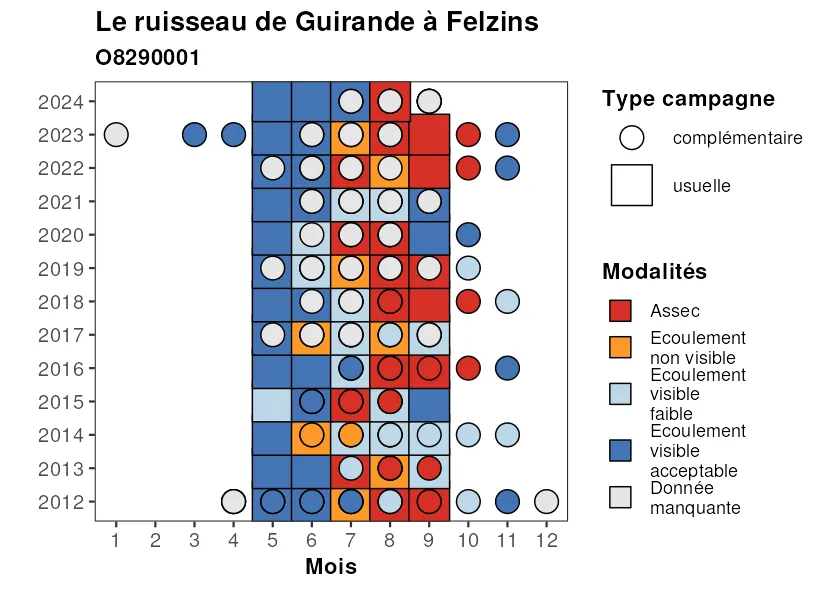 Le ruisseau de Guirande à Felzins
O8290001
2024
2023
2022
2021
2020
2019
2018
2017
2016
2015
2014
2013
2012
1 2 3 4 5 6 7 8 9 10 11 12
Mois
Type campagne
complémentaire
usuelle
Modalités
Assec
Ecoulement
non visible
Ecoulement
visible
faible
Ecoulement
visible
acceptable
Donnée
manquante